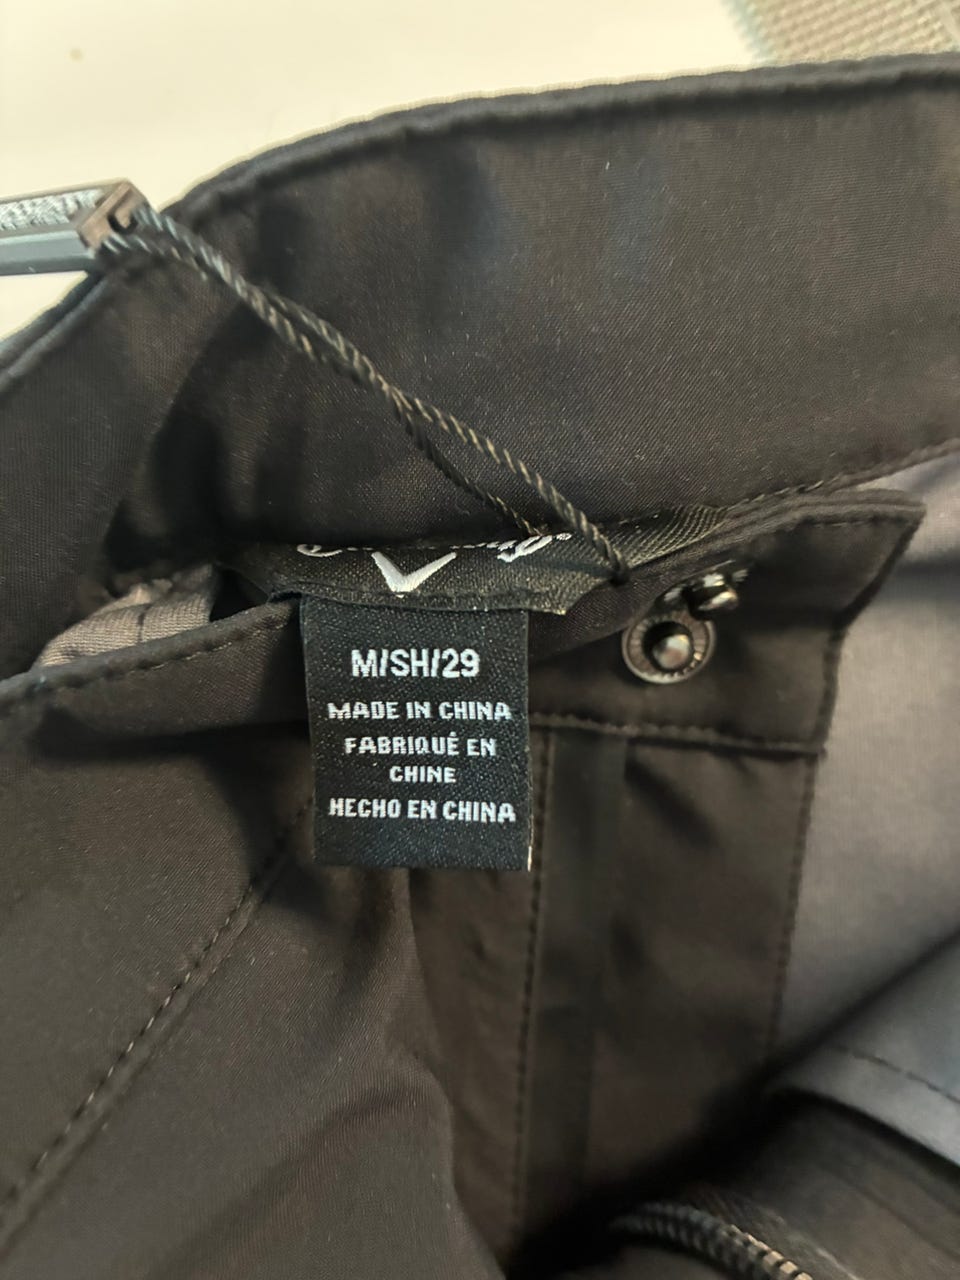 M/SH/29
MADE IN CHINA
FABRIQUÉ EN
CHINE
HECHO EN CHINA